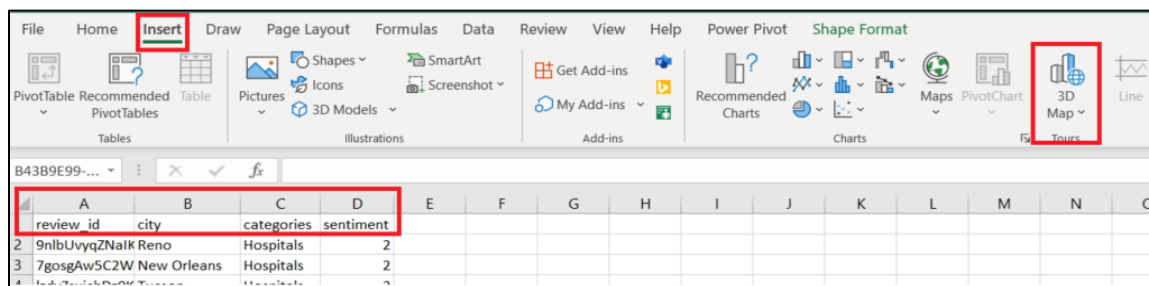 File Home Insert Draw Page Layout Formulas Data Review View Help Power Pivot Shape Format
PivotTable Recommended PivotTables Table
Tables
Pictures Shapes Icons 3D Models SmartArt Screenshot
Illustrations
Get Add-ins
My Add-ins
Add-ins
Recommended Charts Maps PivotChart
Charts
3D Map
Tours
Line
B43B9E99-... fx
A B C D E F G H I J K L M N
review_id city categories sentiment
2 9nlbUvyqZNaIK Reno Hospitals 2
3 7gosgAw5C2W New Orleans Hospitals 2